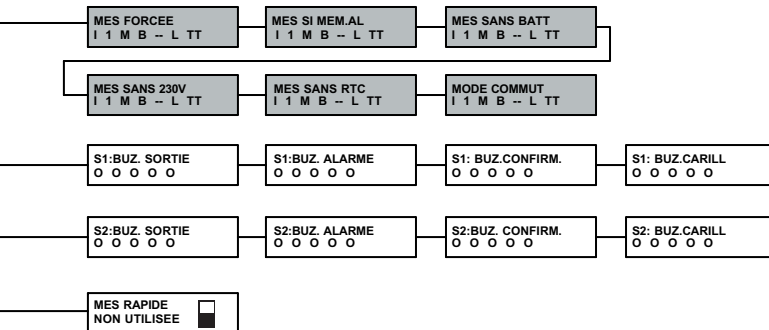 MES FORCEE
I 1 M B -- L TT
MES SI MEM.AL
I 1 M B -- L TT
MES SANS BATT
I 1 M B -- L TT
MES SANS 230V
I 1 M B -- L TT
MES SANS RTC
I 1 M B -- L TT
MODE COMMUT
I 1 M B -- L TT
S1:BUZ. SORTIE
O O O O O
S1:BUZ. ALARME
O O O O O
S1: BUZ.CONFIRM.
O O O O O
S1: BUZ.CARILL
O O O O O
S2:BUZ. SORTIE
O O O O O
S2:BUZ. ALARME
O O O O O
S2:BUZ. CONFIRM.
O O O O O
S2: BUZ.CARILL
O O O O O
MES RAPIDE
NON UTILISEE